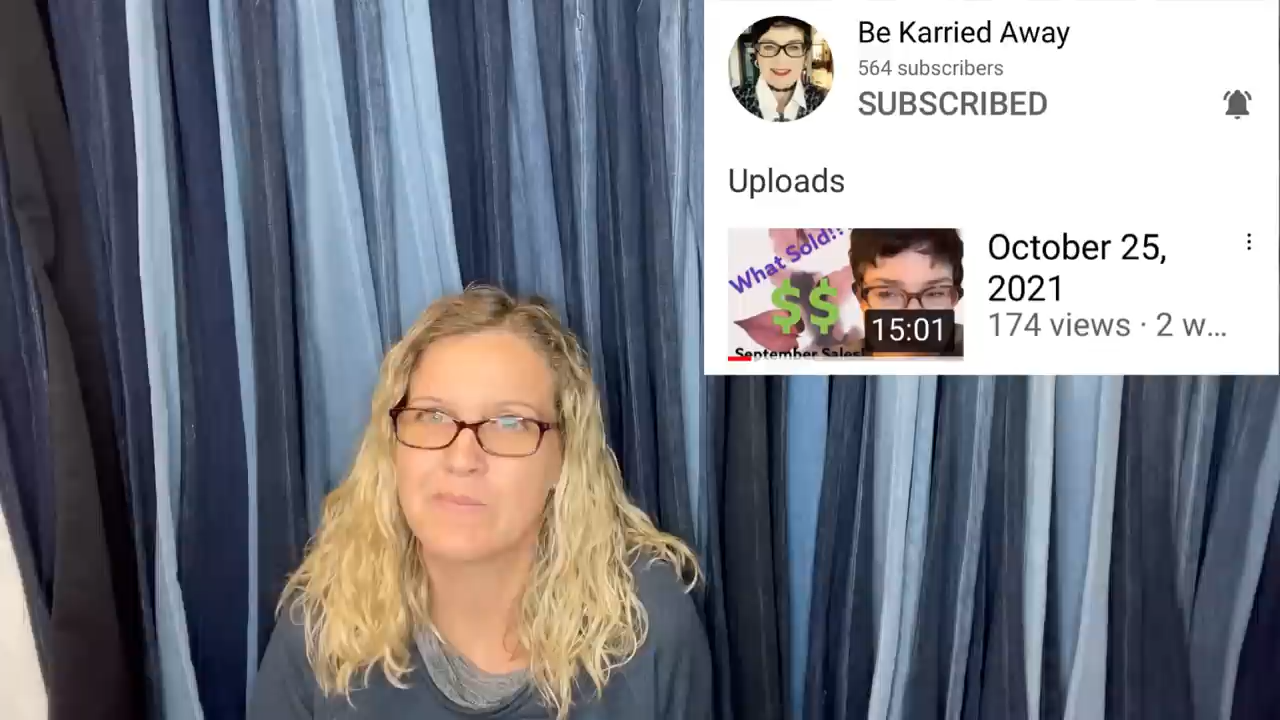 Be Karried Away
564 subscribers
SUBSCRIBED
Uploads
What Sold!!
$$
September Sales!
15:01
October 25,
2021
174 views · 2 w...